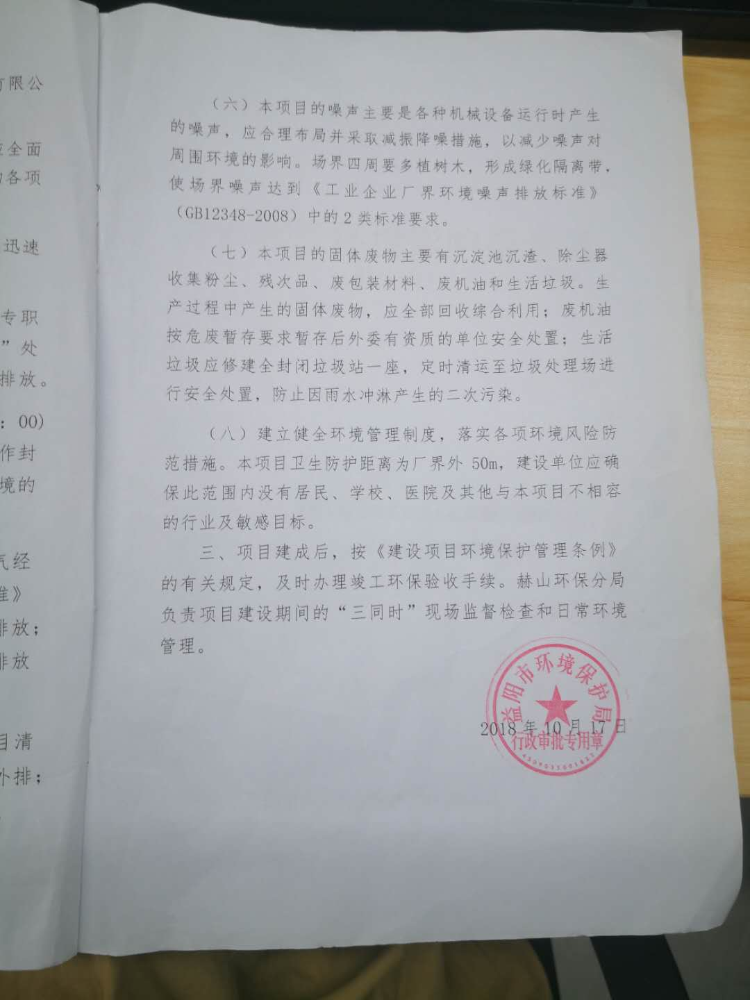 有限公
全面
各项
迅速
专职
”处
排放。
：00)
作封
境的
气经
准》
排放；
排放
目清
外排；
（六）本项目的噪声主要是各种机械设备运行时产生
的噪声，应合理布局并采取减振降噪措施，以减少噪声对
周围环境的影响。场界四周要多植树木，形成绿化隔离带，
使场界噪声达到《工业企业厂界环境噪声排放标准》
（GB12348-2008）中的2类标准要求。
（七）本项目的固体废物主要有沉淀池沉渣、除尘器
收集粉尘、残次品、废包装材料、废机油和生活垃圾。生
产过程中产生的固体废物，应全部回收综合利用；废机油
按危废暂存要求暂存后外委有资质的单位安全处置；生活
垃圾应修建全封闭垃圾站一座，定时清运至垃圾处理场进
行安全处置，防止因雨水冲淋产生的二次污染。
（八）建立健全环境管理制度，落实各项环境风险防
范措施。本项目卫生防护距离为厂界外 50m，建设单位应确
保此范围内没有居民、学校、医院及其他与本项目不相容
的行业及敏感目标。
三、项目建成后，按《建设项目环境保护管理条例》
的有关规定，及时办理竣工环保验收手续。赫山环保分局
负责项目建设期间的“三同时”现场监督检查和日常环境
管理。
益阳市环境保护局
2018 年 10 月 17 日
行政审批专用章